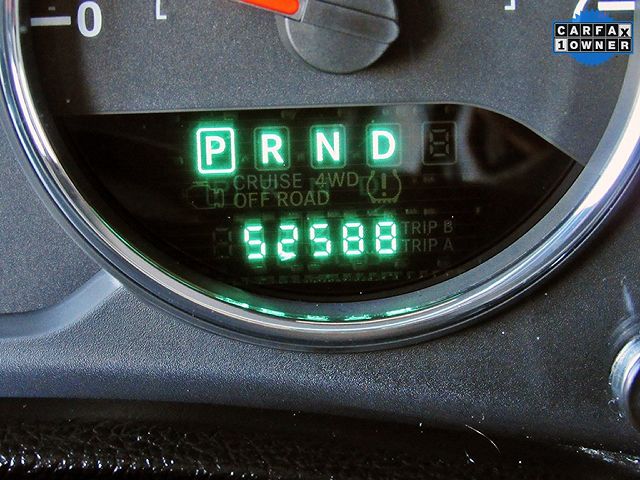 0
CARFAX
1 OWNER
P R N D
CRUISE 4WD
OFF ROAD
TRIP B
52588
TRIP A